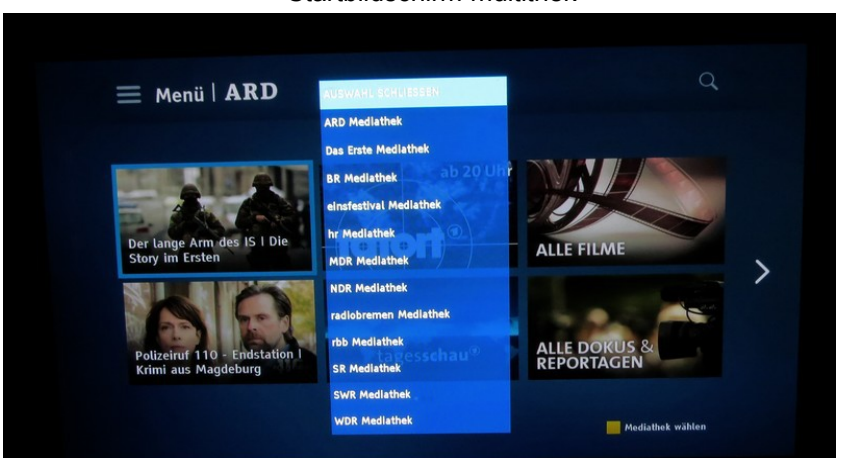 Startbildschirm Multithek
Menü | ARD
AUSWAHL SCHLIESSEN
ARD Mediathek
Das Erste Mediathek
BR Mediathek
einsfestival Mediathek
hr Mediathek
MDR Mediathek
NDR Mediathek
radiobremen Mediathek
rbb Mediathek
SR Mediathek
SWR Mediathek
WDR Mediathek
Der lange Arm des IS | Die
Story im Ersten
ab 20 Uhr
tatort
ALLE FILME
Polizeiruf 110 - Endstation |
Krimi aus Magdeburg
tagesschau
ALLE DOKUS &
REPORTAGEN
Mediathek wählen